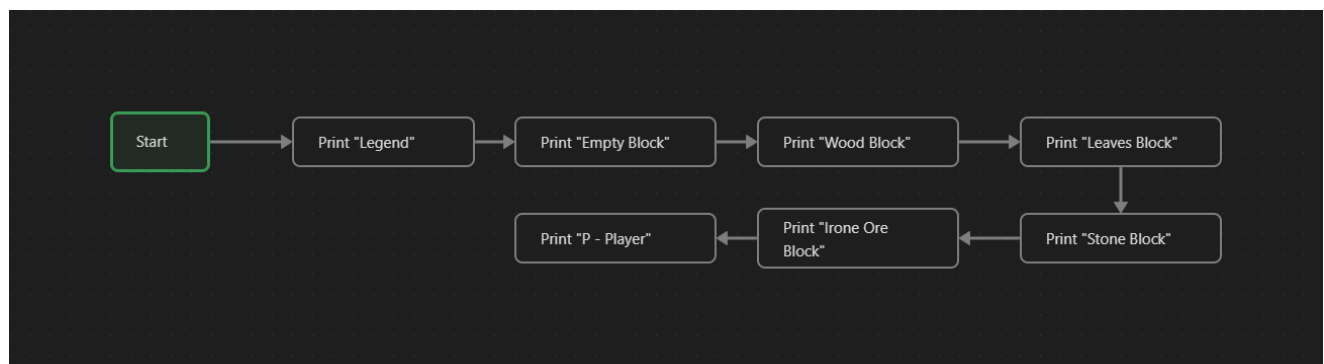 Start
Print "Legend"
Print "Empty Block"
Print "Wood Block"
Print "Leaves Block"
Print "Stone Block"
Print "Irone Ore
Block"
Print "P - Player"